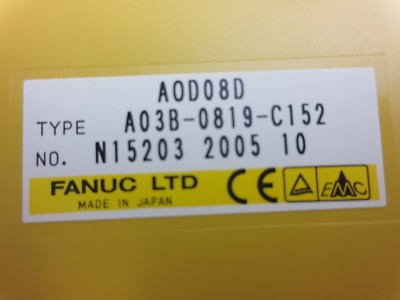 AOD08D
TYPE A03B-0819-C152
NO. N15203 2005 10
FANUC LTD CE EMC
MADE IN JAPAN